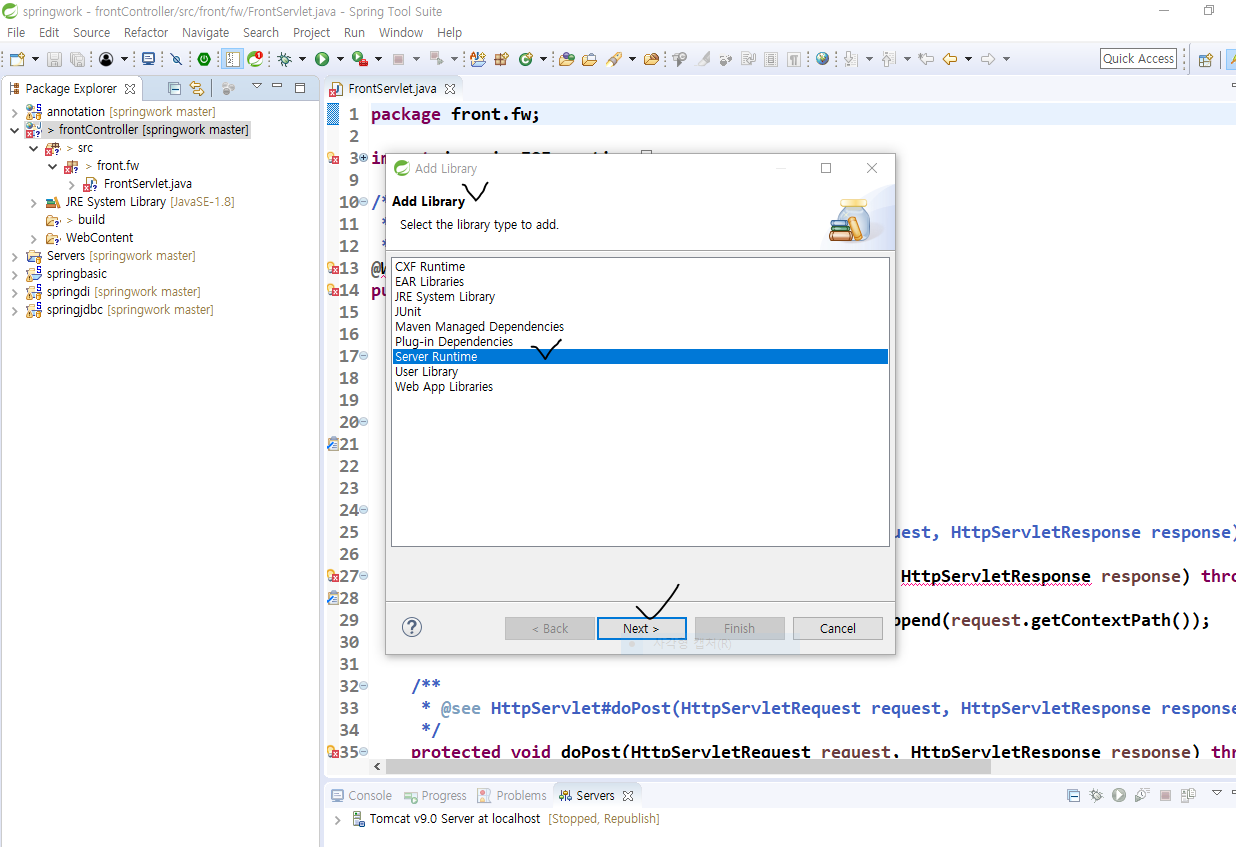 springwork - frontController/src/front/fw/FrontServlet.java - Spring Tool Suite
File Edit Source Refactor Navigate Search Project Run Window Help
Quick Access
Package Explorer
FrontServlet.java
annotation [springwork master]
> frontController [springwork master]
> src
> front.fw
FrontServlet.java
JRE System Library [JavaSE-1.8]
> build
WebContent
Servers [springwork master]
springbasic
springdi [springwork master]
springjdbc [springwork master]
1 package front.fw;
2
3
9
10 /*
11 *
12 *
13
14 pu
15
16
17
18
19
20
21
22
23
24
25 uest, HttpServletResponse response)
26
27 HttpServletResponse response) thro
28
29 ppend(request.getContextPath());
30
31
32 /**
33 * @see HttpServlet#doPost(HttpServletRequest request, HttpServletResponse response
34 */
35 protected void doPost(HttpServletRequest request, HttpServletResponse response) thr
Add Library
Add Library
Select the library type to add.
CXF Runtime
EAR Libraries
JRE System Library
JUnit
Maven Managed Dependencies
Plug-in Dependencies
Server Runtime
User Library
Web App Libraries
< Back Next > Finish Cancel
사각형 캡처(R)
Console Progress Problems Servers
Tomcat v9.0 Server at localhost [Stopped, Republish]